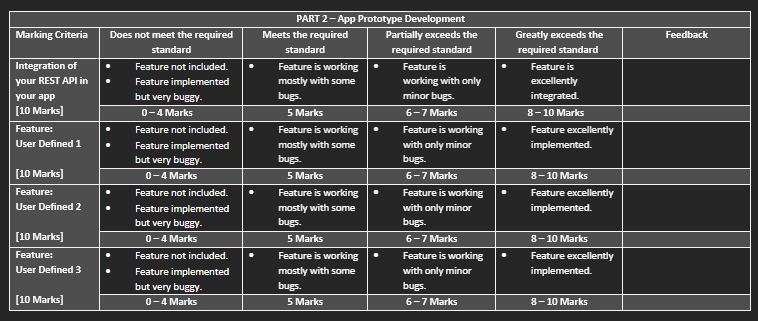 PART 2 – App Prototype Development
Marking Criteria
Does not meet the required
standard
Meets the required
standard
Partially exceeds the
required standard
Greatly exceeds the
required standard
Feedback
Integration of
your REST API in
your app
[10 Marks]
• Feature not included.
• Feature implemented
but very buggy.
• Feature is working
mostly with some
bugs.
• Feature is
working with only
minor bugs.
• Feature is
excellently
integrated.
0 – 4 Marks
5 Marks
6 – 7 Marks
8 – 10 Marks
Feature:
User Defined 1
[10 Marks]
• Feature not included.
• Feature implemented
but very buggy.
• Feature is working
mostly with some
bugs.
• Feature is working
with only minor
bugs.
• Feature excellently
implemented.
0 – 4 Marks
5 Marks
6 – 7 Marks
8 – 10 Marks
Feature:
User Defined 2
[10 Marks]
• Feature not included.
• Feature implemented
but very buggy.
• Feature is working
mostly with some
bugs.
• Feature is working
with only minor
bugs.
• Feature excellently
implemented.
0 – 4 Marks
5 Marks
6 – 7 Marks
8 – 10 Marks
Feature:
User Defined 3
[10 Marks]
• Feature not included.
• Feature implemented
but very buggy.
• Feature is working
mostly with some
bugs.
• Feature is working
with only minor
bugs.
• Feature excellently
implemented.
0 – 4 Marks
5 Marks
6 – 7 Marks
8 – 10 Marks